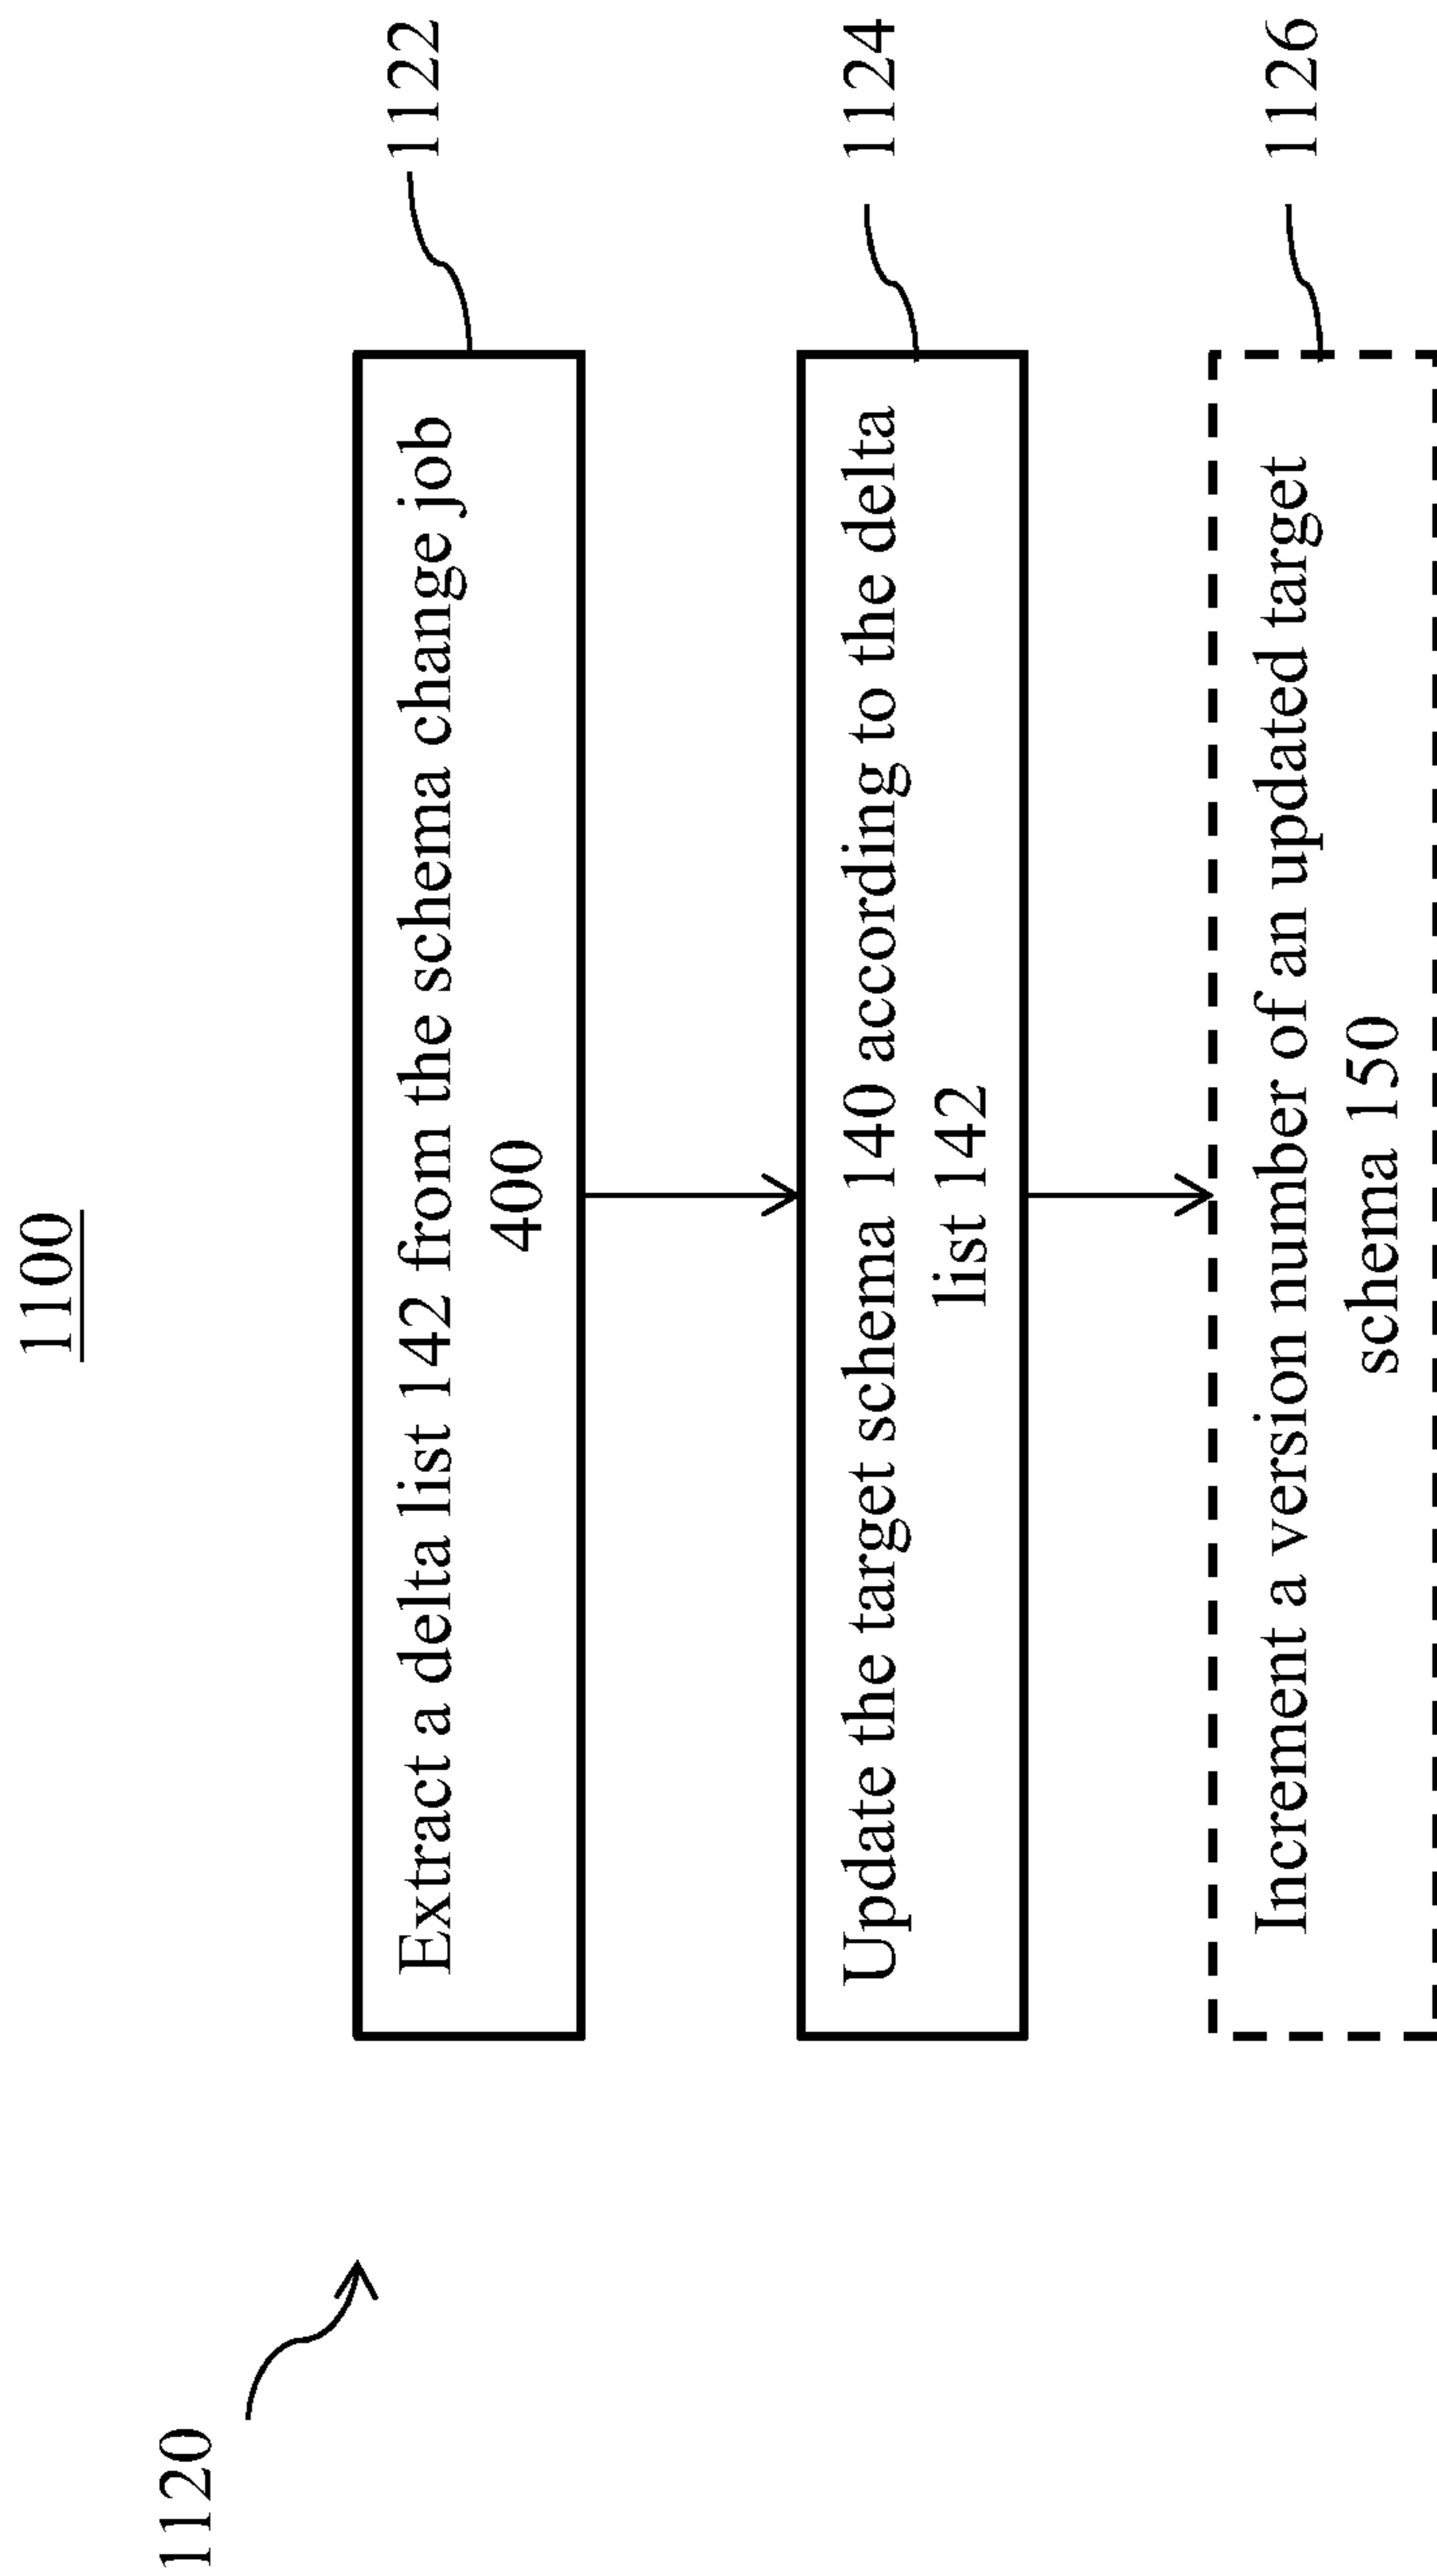 1100
1120
Extract a delta list 142 from the schema change job
400
1122
Update the target schema 140 according to the delta
list 142
1124
Increment a version number of an updated target
schema 150
1126